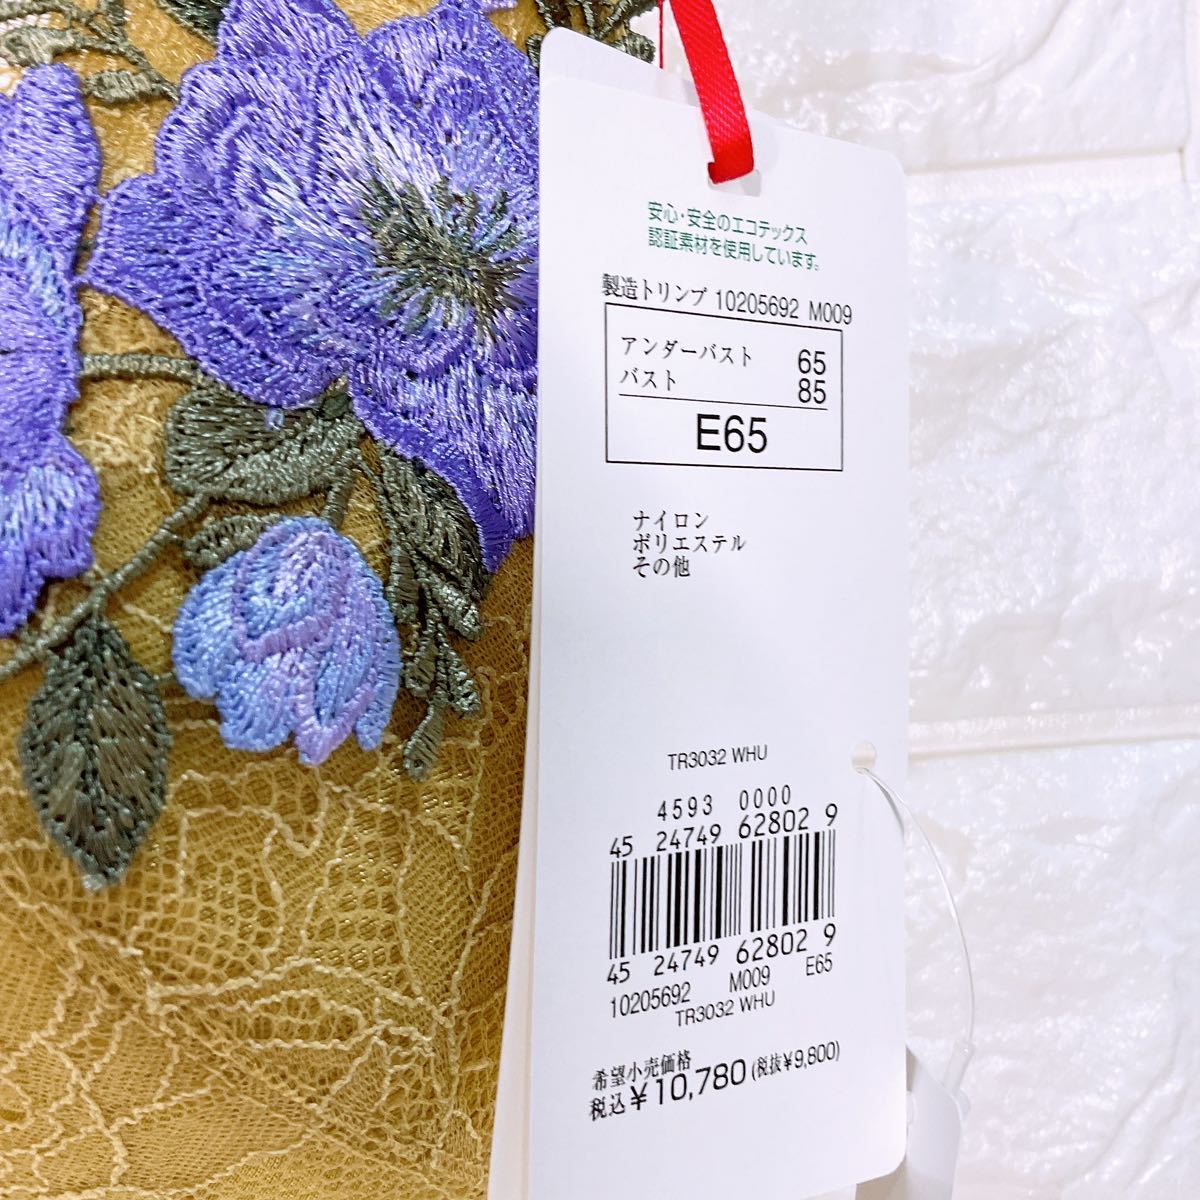 安心・安全のエコテックス
認証素材を使用しています。
製造トリンプ 10205692 M009
アンダーバスト 65
バスト 85
E65
ナイロン
ポリエステル
その他
TR3032 WHU
4593 0000
45 24749 62802 9
45 24749 62802 9
10205692 M009 E65
TR3032 WHU
希望小売価格
税込 ¥10,780 (税抜¥9,800)